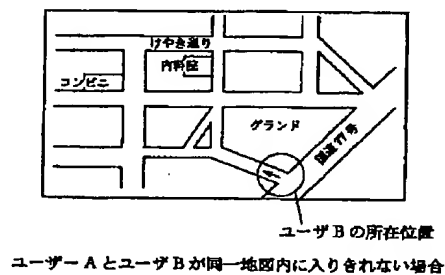 けやき通り
内科医院
コンビニ
グランド
国道17号
ユーザBの所在位置
ユーザーAとユーザBが同一地図内に入りきれない場合